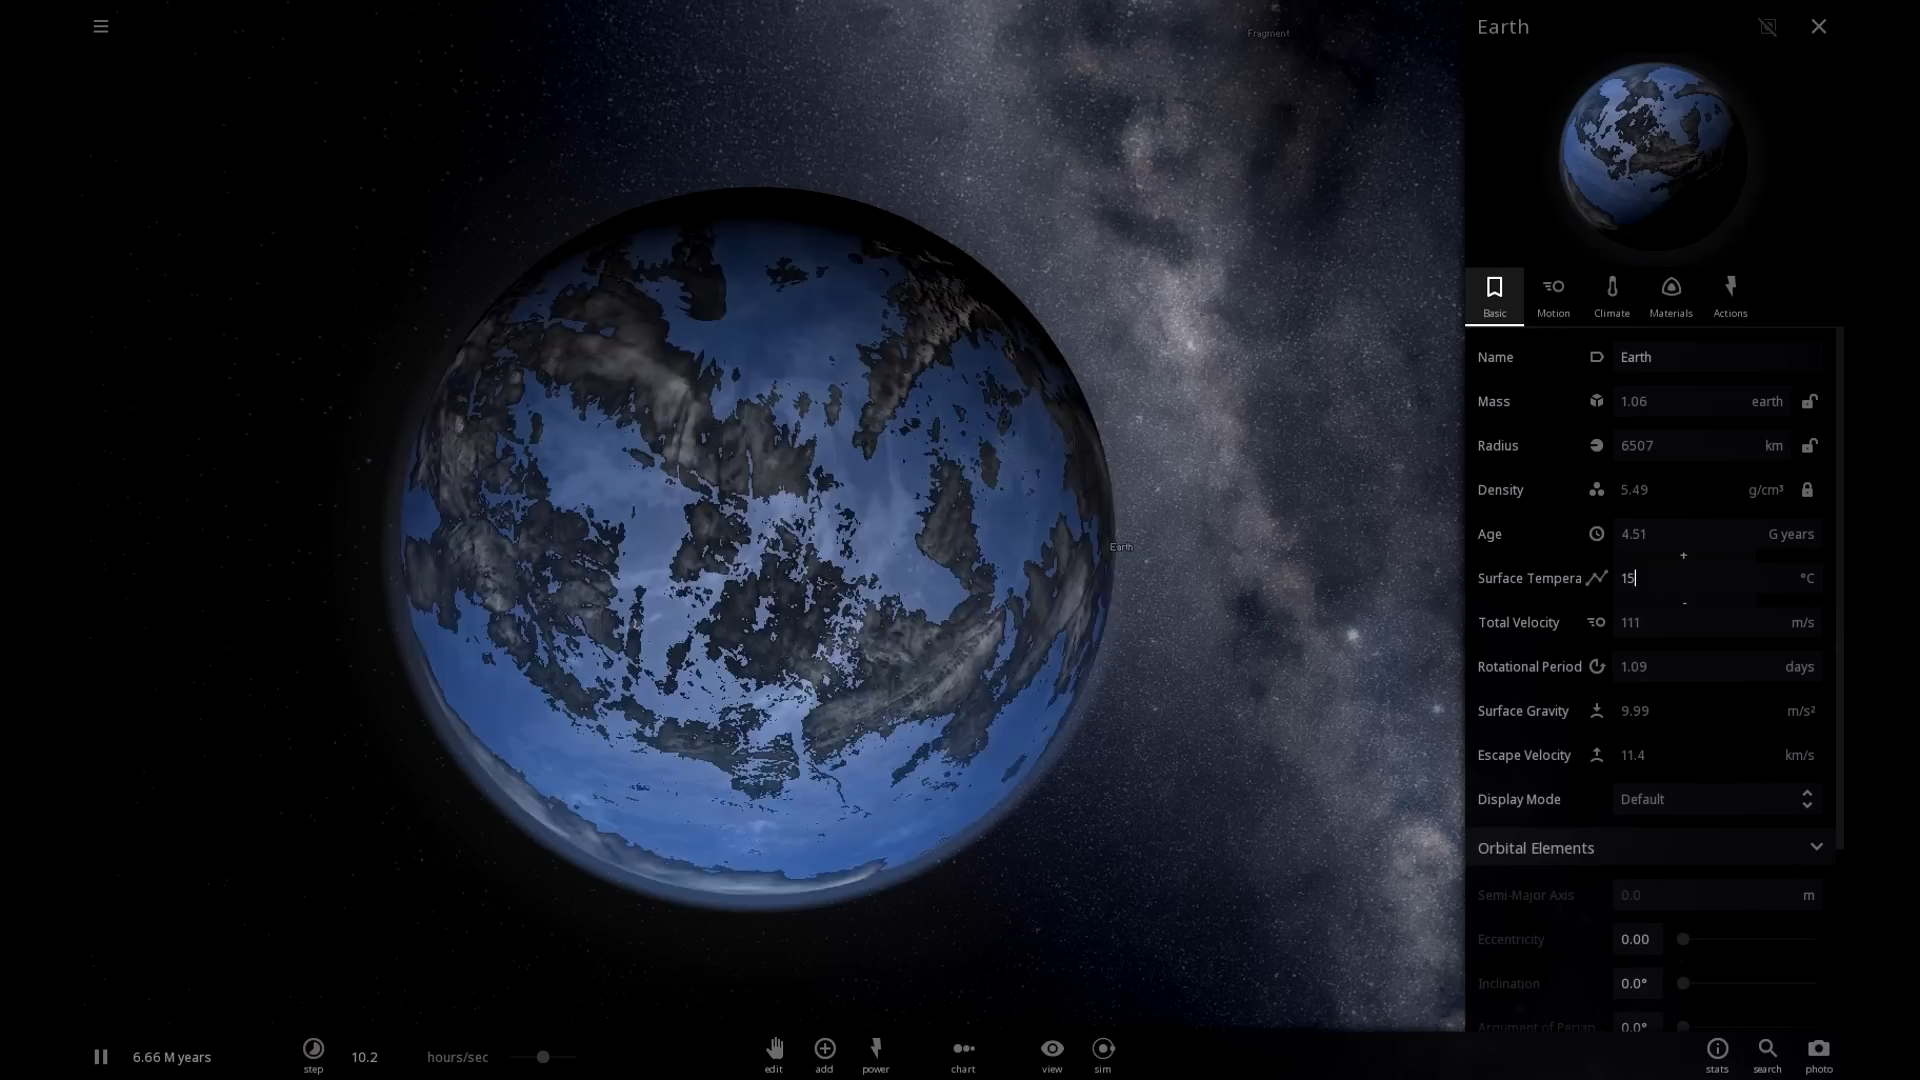 Fragment
Earth
Basic
Motion
Climate
Materials
Actions
Name Earth
Mass 1.06 earth
Radius 6507 km
Density 5.49 g/cm³
Age 4.51 G years
+
Surface Tempera 15 °C
-
Total Velocity 111 m/s
Rotational Period 1.09 days
Surface Gravity 9.99 m/s²
Escape Velocity 11.4 km/s
Display Mode Default
Orbital Elements
Semi-Major Axis 0.0 m
Eccentricity 0.00
Inclination 0.0°
Argument of Perian 0.0°
Earth
6.66 M years
step
10.2 hours/sec
edit
add
power
chart
view
sim
stats
search
photo